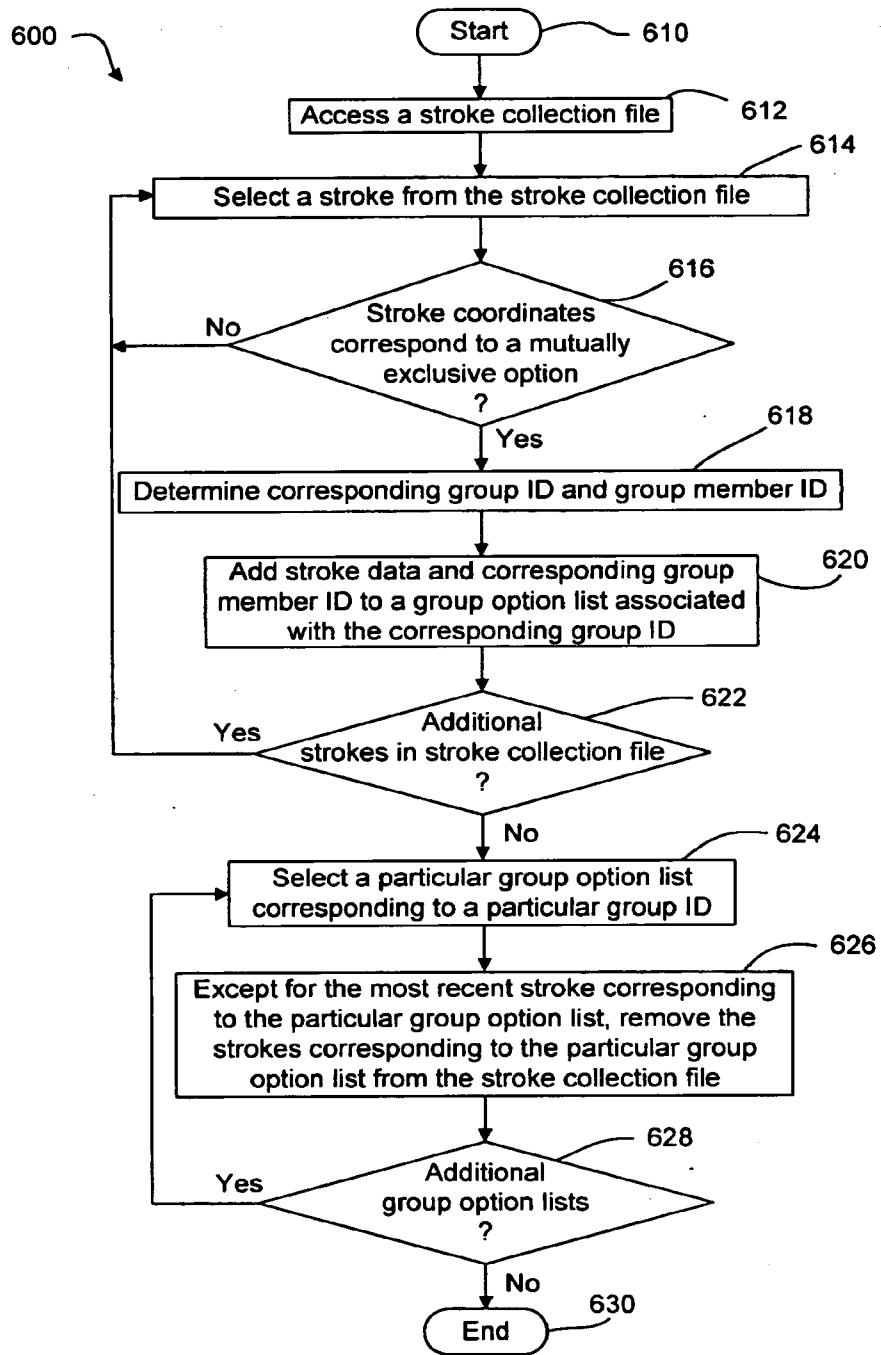 600
Start
610
Access a stroke collection file
612
614
Select a stroke from the stroke collection file
616
No
Stroke coordinates
correspond to a mutually
exclusive option
?
Yes
618
Determine corresponding group ID and group member ID
Add stroke data and corresponding group
member ID to a group option list associated
with the corresponding group ID
620
622
Yes
Additional
strokes in stroke collection file
?
No
624
Select a particular group option list
corresponding to a particular group ID
626
Except for the most recent stroke corresponding
to the particular group option list, remove the
strokes corresponding to the particular group
option list from the stroke collection file
628
Yes
Additional
group option lists
?
No
End
630